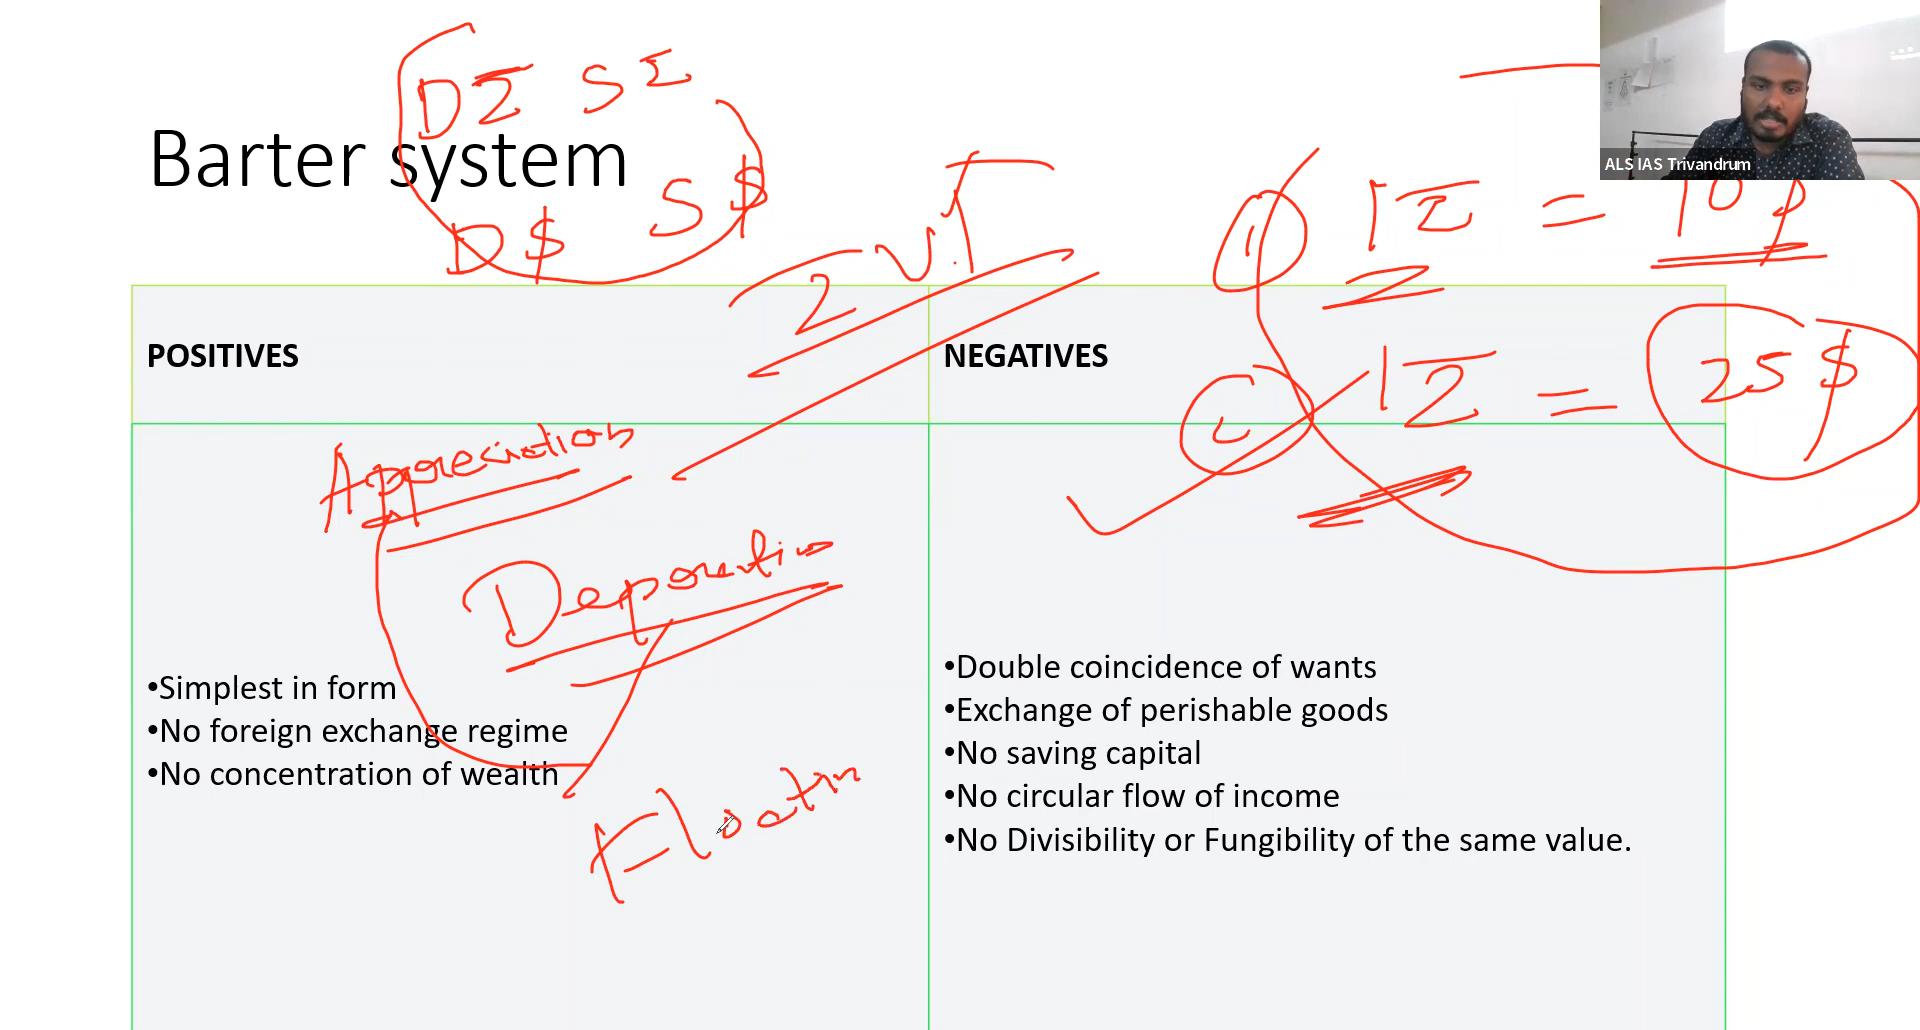 D S
ALS IAS Trivandrum
Barter system
D $ S $
1 = 10
2
POSITIVES
NEGATIVES
1 = 25 $
Appreciation
Simplest in form
•No foreign exchange regime
•No concentration of wealth
•Double coincidence of wants
•Exchange of perishable goods
•No saving capital
•No circular flow of income
•No Divisibility or Fungibility of the same value.